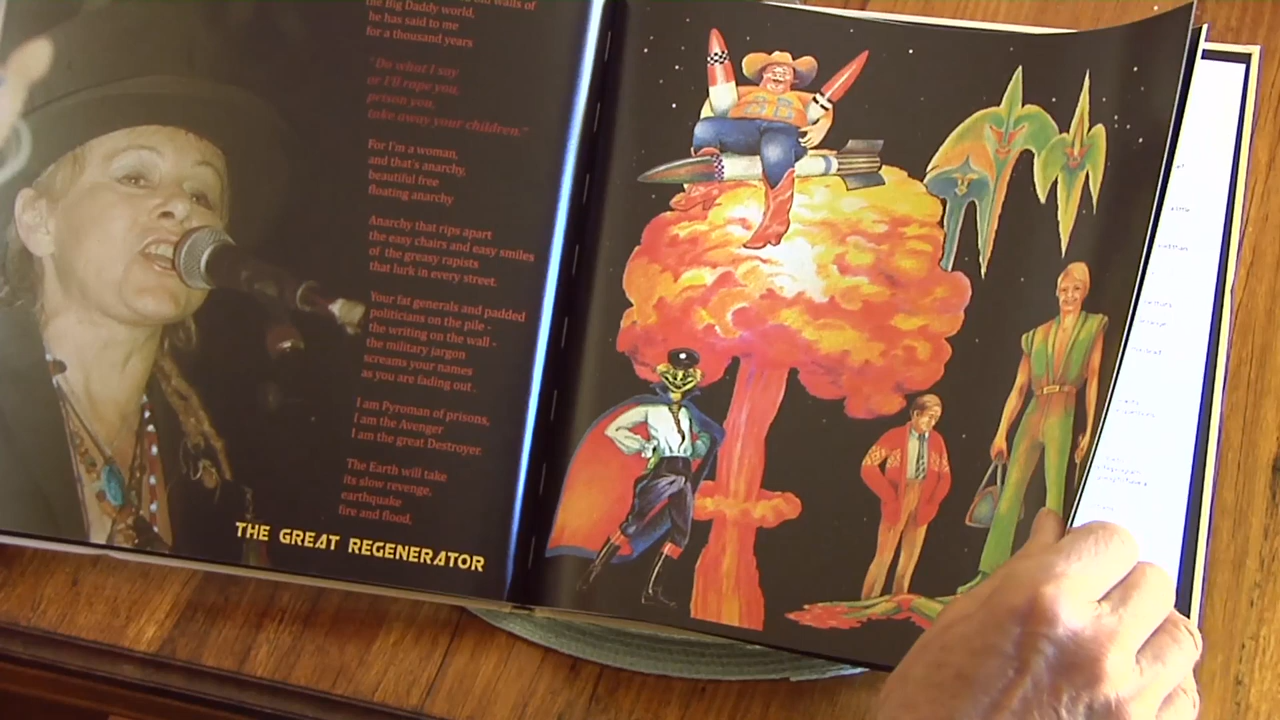 old walls of
the Big Daddy world,
he has said to me
for a thousand years
"Do what I say
or I'll rape you,
prison you,
take away your children."
For I'm a woman,
and that's anarchy,
beautiful free
floating anarchy
Anarchy that rips apart
the easy chairs and easy smiles
of the greasy rapists
that lurk in every street.
Your fat generals and padded
politicians on the pile -
the writing on the wall -
the military jargon
screams your names
as you are fading out.
I am Pyroman of prisons,
I am the Avenger
I am the great Destroyer.
The Earth will take
its slow revenge,
earthquake
fire and flood,
THE GREAT REGENERATOR